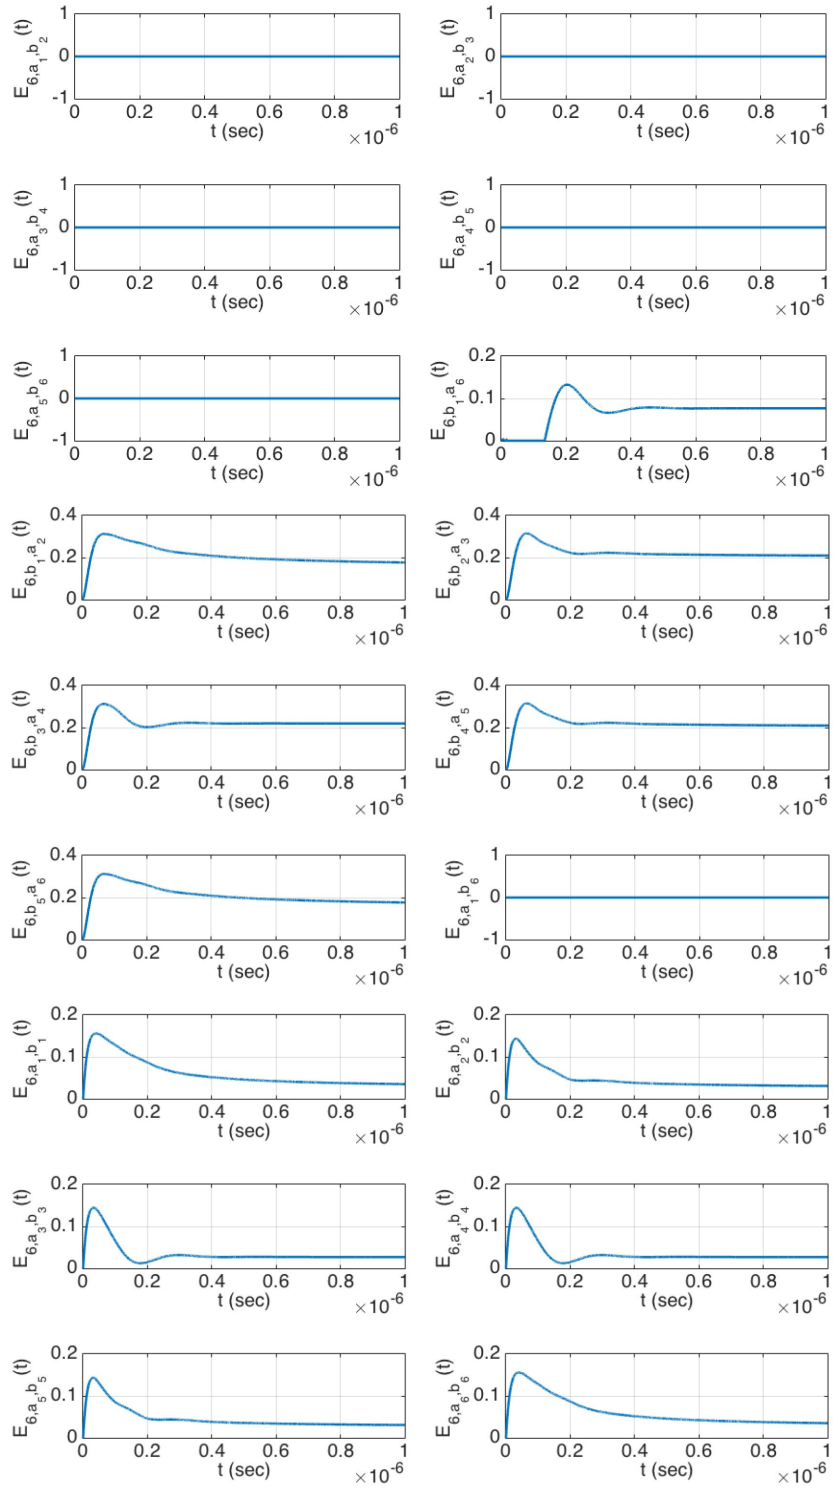 E_{6,a_1,b_2}(t) 1 0 -1 0 0.2 0.4 0.6 0.8 1 t (sec) ×10^{-6}
E_{6,a_2,b_3}(t) 1 0 -1 0 0.2 0.4 0.6 0.8 1 t (sec) ×10^{-6}
E_{6,a_3,b_4}(t) 1 0 -1 0 0.2 0.4 0.6 0.8 1 t (sec) ×10^{-6}
E_{6,a_4,b_5}(t) 1 0 -1 0 0.2 0.4 0.6 0.8 1 t (sec) ×10^{-6}
E_{6,a_5,b_6}(t) 1 0 -1 0 0.2 0.4 0.6 0.8 1 t (sec) ×10^{-6}
E_{6,b_1,a_6}(t) 0.2 0.1 0 0 0.2 0.4 0.6 0.8 1 t (sec) ×10^{-6}
E_{6,b_1,a_2}(t) 0.4 0.2 0 0 0.2 0.4 0.6 0.8 1 t (sec) ×10^{-6}
E_{6,b_2,a_3}(t) 0.4 0.2 0 0 0.2 0.4 0.6 0.8 1 t (sec) ×10^{-6}
E_{6,b_3,a_4}(t) 0.4 0.2 0 0 0.2 0.4 0.6 0.8 1 t (sec) ×10^{-6}
E_{6,b_4,a_5}(t) 0.4 0.2 0 0 0.2 0.4 0.6 0.8 1 t (sec) ×10^{-6}
E_{6,b_5,a_6}(t) 0.4 0.2 0 0 0.2 0.4 0.6 0.8 1 t (sec) ×10^{-6}
E_{6,a_1,b_6}(t) 1 0 -1 0 0.2 0.4 0.6 0.8 1 t (sec) ×10^{-6}
E_{6,a_1,b_1}(t) 0.2 0.1 0 0 0.2 0.4 0.6 0.8 1 t (sec) ×10^{-6}
E_{6,a_2,b_2}(t) 0.2 0.1 0 0 0.2 0.4 0.6 0.8 1 t (sec) ×10^{-6}
E_{6,a_3,b_3}(t) 0.2 0.1 0 0 0.2 0.4 0.6 0.8 1 t (sec) ×10^{-6}
E_{6,a_4,b_4}(t) 0.2 0.1 0 0 0.2 0.4 0.6 0.8 1 t (sec) ×10^{-6}
E_{6,a_5,b_5}(t) 0.2 0.1 0 0 0.2 0.4 0.6 0.8 1 t (sec) ×10^{-6}
E_{6,a_6,b_6}(t) 0.2 0.1 0 0 0.2 0.4 0.6 0.8 1 t (sec) ×10^{-6}